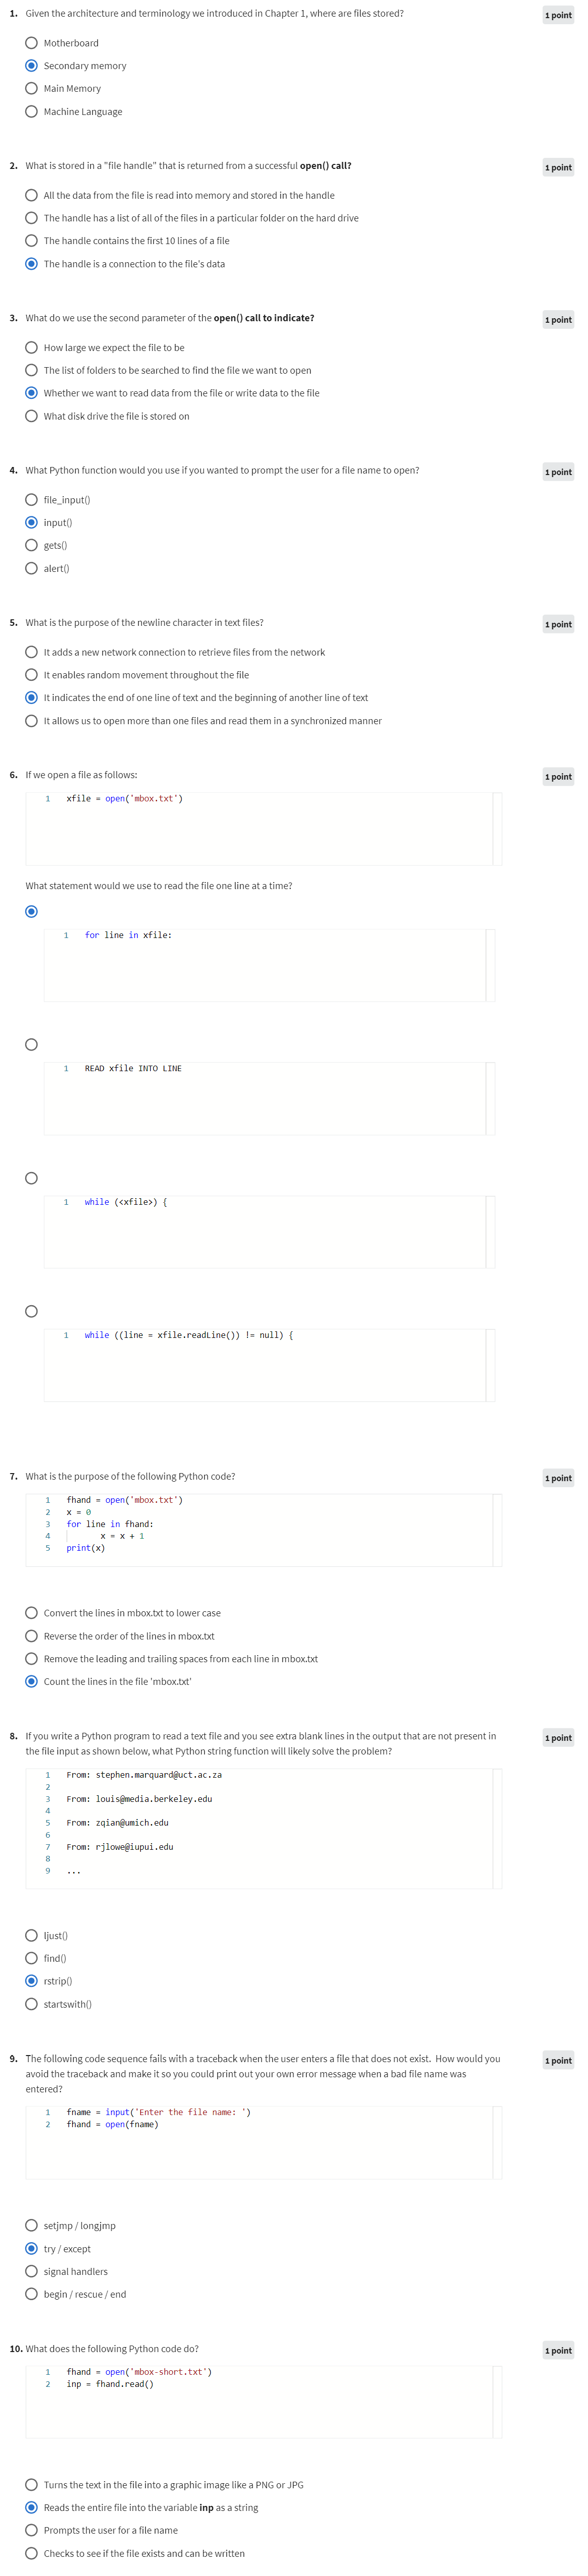 1. Given the architecture and terminology we introduced in Chapter 1, where are files stored?
1 point
Motherboard
Secondary memory
Main Memory
Machine Language
2. What is stored in a "file handle" that is returned from a successful open() call?
1 point
All the data from the file is read into memory and stored in the handle
The handle has a list of all of the files in a particular folder on the hard drive
The handle contains the first 10 lines of a file
The handle is a connection to the file's data
3. What do we use the second parameter of the open() call to indicate?
1 point
How large we expect the file to be
The list of folders to be searched to find the file we want to open
Whether we want to read data from the file or write data to the file
What disk drive the file is stored on
4. What Python function would you use if you wanted to prompt the user for a file name to open?
1 point
file_input()
input()
gets()
alert()
5. What is the purpose of the newline character in text files?
1 point
It adds a new network connection to retrieve files from the network
It enables random movement throughout the file
It indicates the end of one line of text and the beginning of another line of text
It allows us to open more than one files and read them in a synchronized manner
6. If we open a file as follows:
1 point
1 xfile = open('mbox.txt')
What statement would we use to read the file one line at a time?
1 for line in xfile:
1 READ xfile INTO LINE
1 while (<xfile>) {
1 while ((line = xfile.readLine()) != null) {
7. What is the purpose of the following Python code?
1 point
1 fhand = open('mbox.txt')
2 x = 0
3 for line in fhand:
4 x = x + 1
5 print(x)
Convert the lines in mbox.txt to lower case
Reverse the order of the lines in mbox.txt
Remove the leading and trailing spaces from each line in mbox.txt
Count the lines in the file 'mbox.txt'
8. If you write a Python program to read a text file and you see extra blank lines in the output that are not present in
1 point
the file input as shown below, what Python string function will likely solve the problem?
1 From: stephen.marquard@uct.ac.za
2
3 From: louis@media.berkeley.edu
4
5 From: zqian@umich.edu
6
7 From: rjlowe@iupui.edu
8
9 ...
ljust()
find()
rstrip()
startswith()
9. The following code sequence fails with a traceback when the user enters a file that does not exist. How would you
1 point
avoid the traceback and make it so you could print out your own error message when a bad file name was
entered?
1 fname = input('Enter the file name: ')
2 fhand = open(fname)
setjmp / longjmp
try / except
signal handlers
begin / rescue / end
10. What does the following Python code do?
1 point
1 fhand = open('mbox-short.txt')
2 inp = fhand.read()
Turns the text in the file into a graphic image like a PNG or JPG
Reads the entire file into the variable inp as a string
Prompts the user for a file name
Checks to see if the file exists and can be written